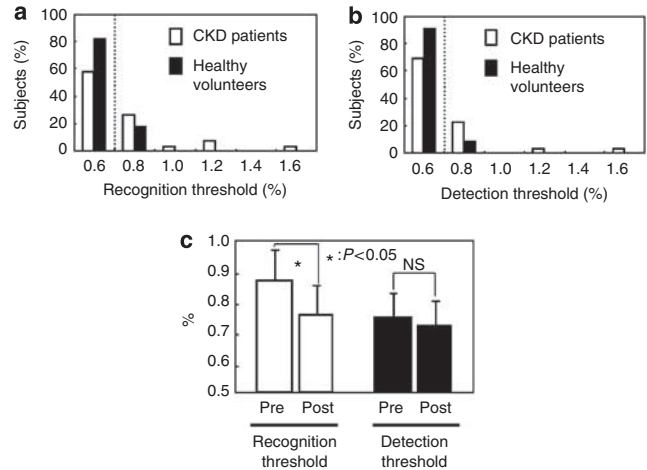 a
100
80
60
40
20
0
Subjects (%)
CKD patients
Healthy
volunteers
0.6 0.8 1.0 1.2 1.4 1.6
Recognition threshold (%)
b
100
80
60
40
20
0
Subjects (%)
CKD patients
Healthy
volunteers
0.6 0.8 1.0 1.2 1.4 1.6
Detection threshold (%)
c
1.0
0.9
0.8
0.7
0.6
0.5
%
* *:P<0.05
NS
Pre Post Pre Post
Recognition
threshold
Detection
threshold